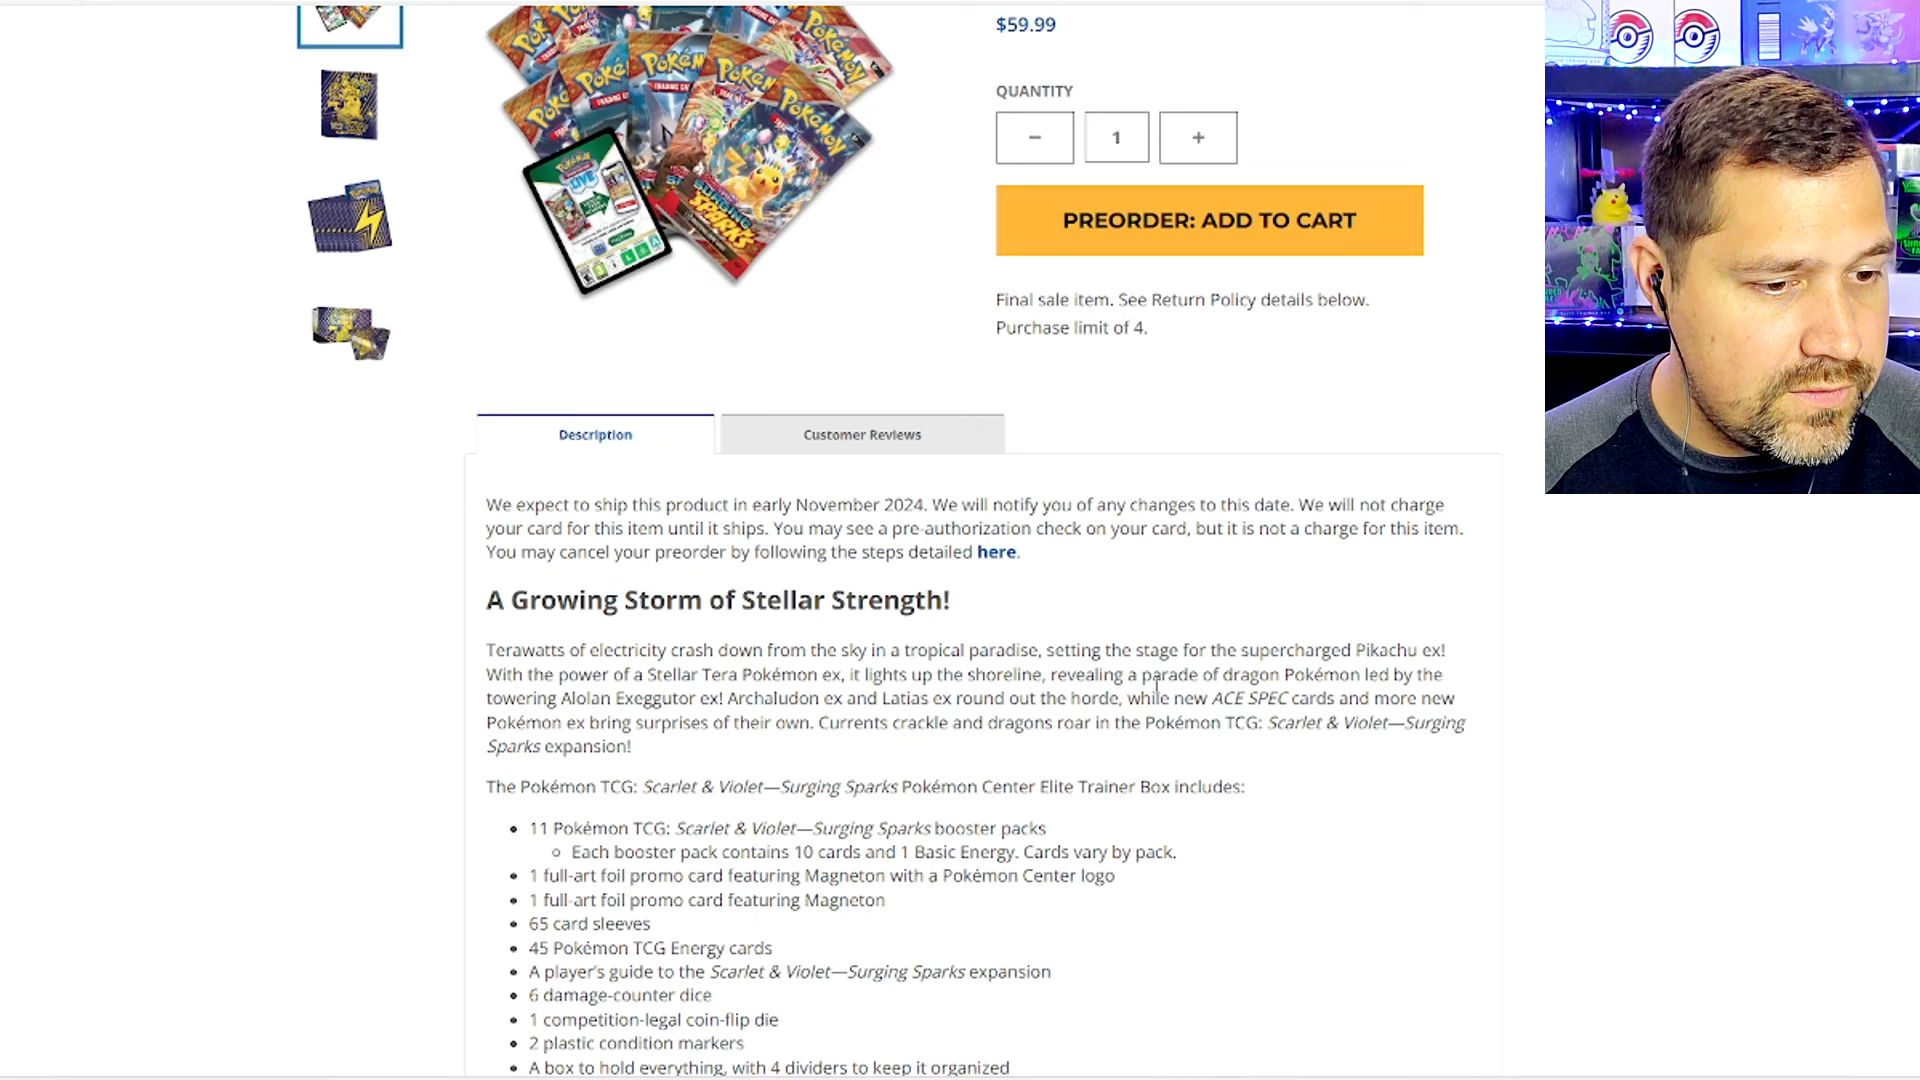 $59.99
QUANTITY
− 1 +
PREORDER: ADD TO CART
Final sale item. See Return Policy details below.
Purchase limit of 4.
Pokémon
Pokémon
Pokémon
LIVE
SURGING
SPARKS
Description Customer Reviews
We expect to ship this product in early November 2024. We will notify you of any changes to this date. We will not charge
your card for this item until it ships. You may see a pre-authorization check on your card, but it is not a charge for this item.
You may cancel your preorder by following the steps detailed here.
A Growing Storm of Stellar Strength!
Terawatts of electricity crash down from the sky in a tropical paradise, setting the stage for the supercharged Pikachu ex!
With the power of a Stellar Tera Pokémon ex, it lights up the shoreline, revealing a parade of dragon Pokémon led by the
towering Alolan Exeggutor ex! Archaludon ex and Latias ex round out the horde, while new ACE SPEC cards and more new
Pokémon ex bring surprises of their own. Currents crackle and dragons roar in the Pokémon TCG: Scarlet & Violet—Surging
Sparks expansion!
The Pokémon TCG: Scarlet & Violet—Surging Sparks Pokémon Center Elite Trainer Box includes:
• 11 Pokémon TCG: Scarlet & Violet—Surging Sparks booster packs
○ Each booster pack contains 10 cards and 1 Basic Energy. Cards vary by pack.
• 1 full-art foil promo card featuring Magneton with a Pokémon Center logo
• 1 full-art foil promo card featuring Magneton
• 65 card sleeves
• 45 Pokémon TCG Energy cards
• A player's guide to the Scarlet & Violet—Surging Sparks expansion
• 6 damage-counter dice
• 1 competition-legal coin-flip die
• 2 plastic condition markers
• A box to hold everything, with 4 dividers to keep it organized